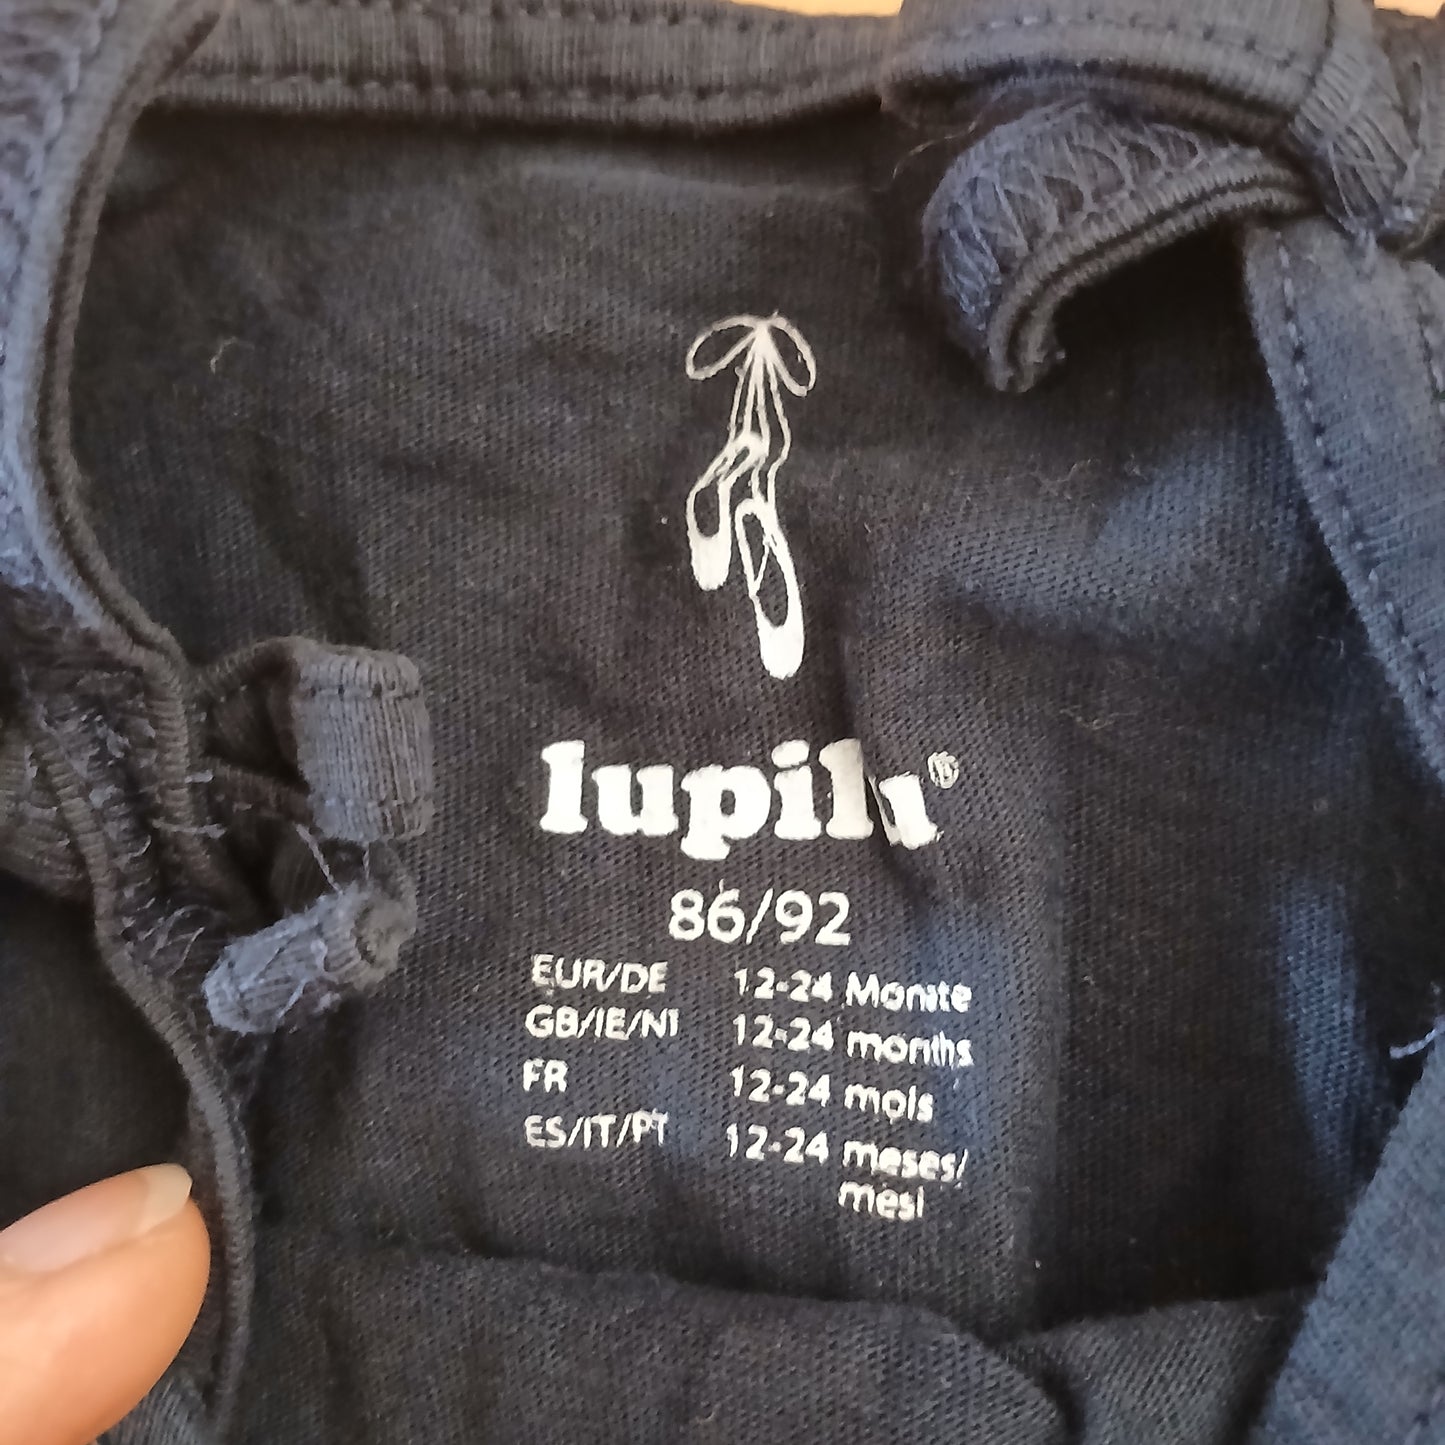 lupilu®
86/92
EUR/DE 12-24 Monate
GB/IE/NI 12-24 months
FR 12-24 mois
ES/IT/PT 12-24 meses/
mesi